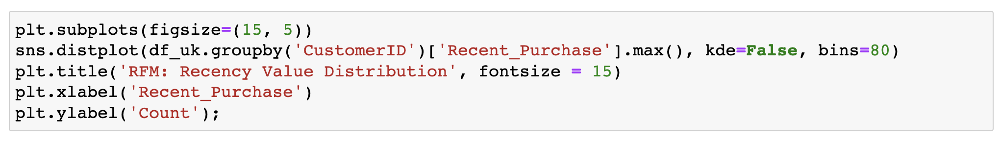 plt.subplots(figsize=(15, 5))
sns.distplot(df_uk.groupby('CustomerID')['Recent_Purchase'].max(), kde=False, bins=80)
plt.title('RFM: Recency Value Distribution', fontsize = 15)
plt.xlabel('Recent_Purchase')
plt.ylabel('Count');